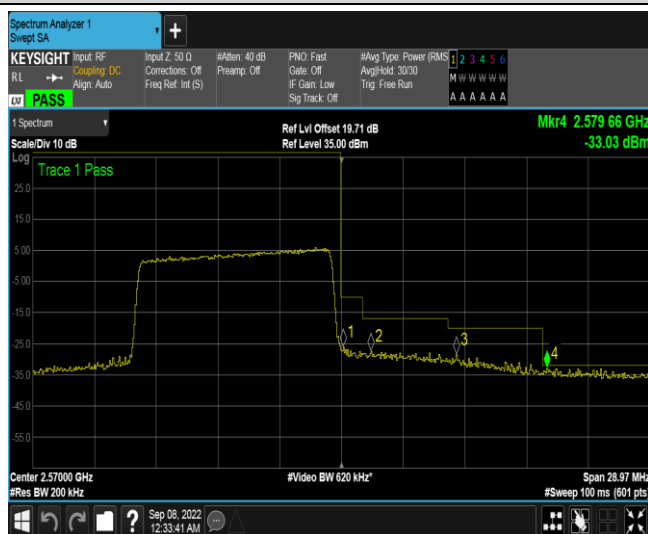 Spectrum Analyzer 1
Swept SA
+
KEYSIGHT Input: RF Input Z: 50 Ω #Atten: 40 dB PNO: Fast #Avg Type: Power (RMS 1 2 3 4 5 6
RL Coupling: DC Corrections: Off Preamp: Off Gate: Off Avg|Hold: 30/30 M W W W W W
Align: Auto Freq Ref: Int (S) IF Gain: Low Trig: Free Run
LXI PASS Sig Track: Off A A A A A A
1 Spectrum Ref Lvl Offset 19.71 dB Mkr4 2.579 66 GHz
Scale/Div 10 dB Ref Level 35.00 dBm -33.03 dBm
Log
Trace 1 Pass
25.0
15.0
5.00
-5.00
-15.0
1 2 3 4
-25.0
-35.0
-45.0
-55.0
Center 2.57000 GHz #Video BW 620 kHz* Span 28.97 MHz
#Res BW 200 kHz #Sweep 100 ms (601 pts)
? Sep 08, 2022
12:33:41 AM